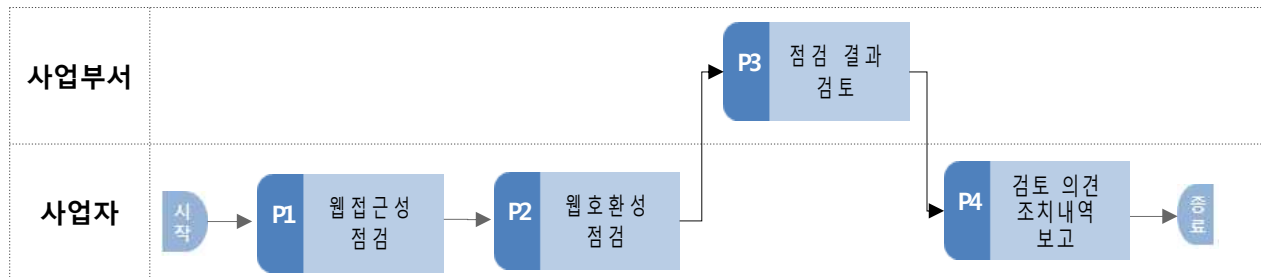 사업부서
P3
점검 결과
검토
사업자
시
작
P1
웹접근성
점검
P2
웹호환성
점검
P4
검토 의견
조치내역
보고
종
료